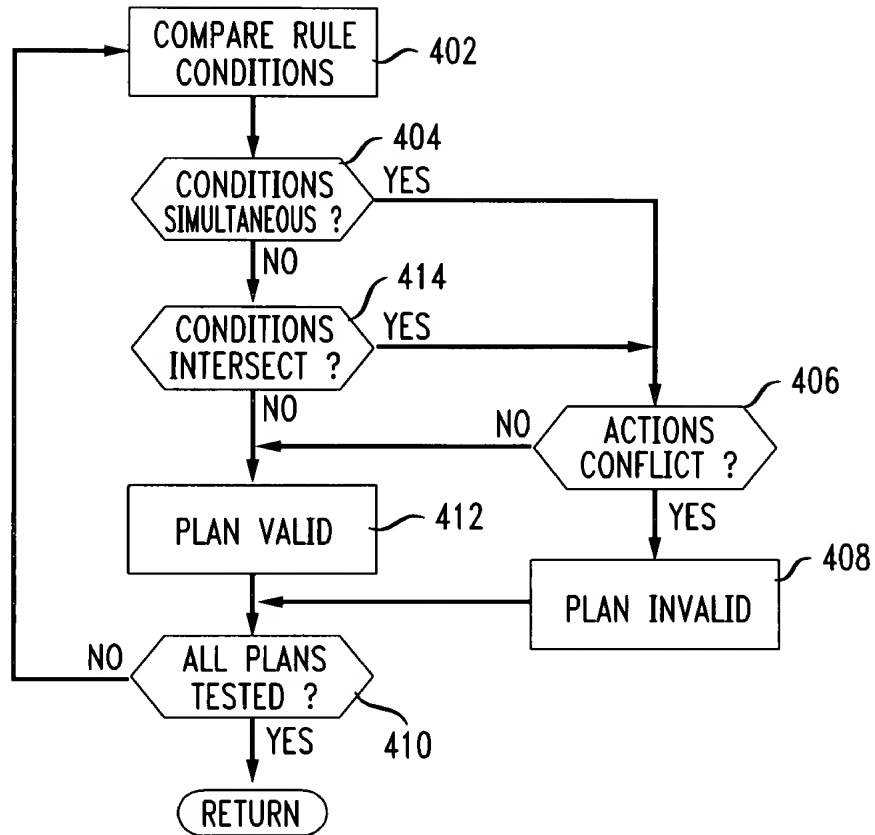 COMPARE RULE
CONDITIONS
402
404
CONDITIONS
SIMULTANEOUS ?
YES
NO
414
CONDITIONS
INTERSECT ?
YES
NO
406
ACTIONS
CONFLICT ?
NO
YES
PLAN VALID
412
408
PLAN INVALID
NO
ALL PLANS
TESTED ?
410
YES
RETURN